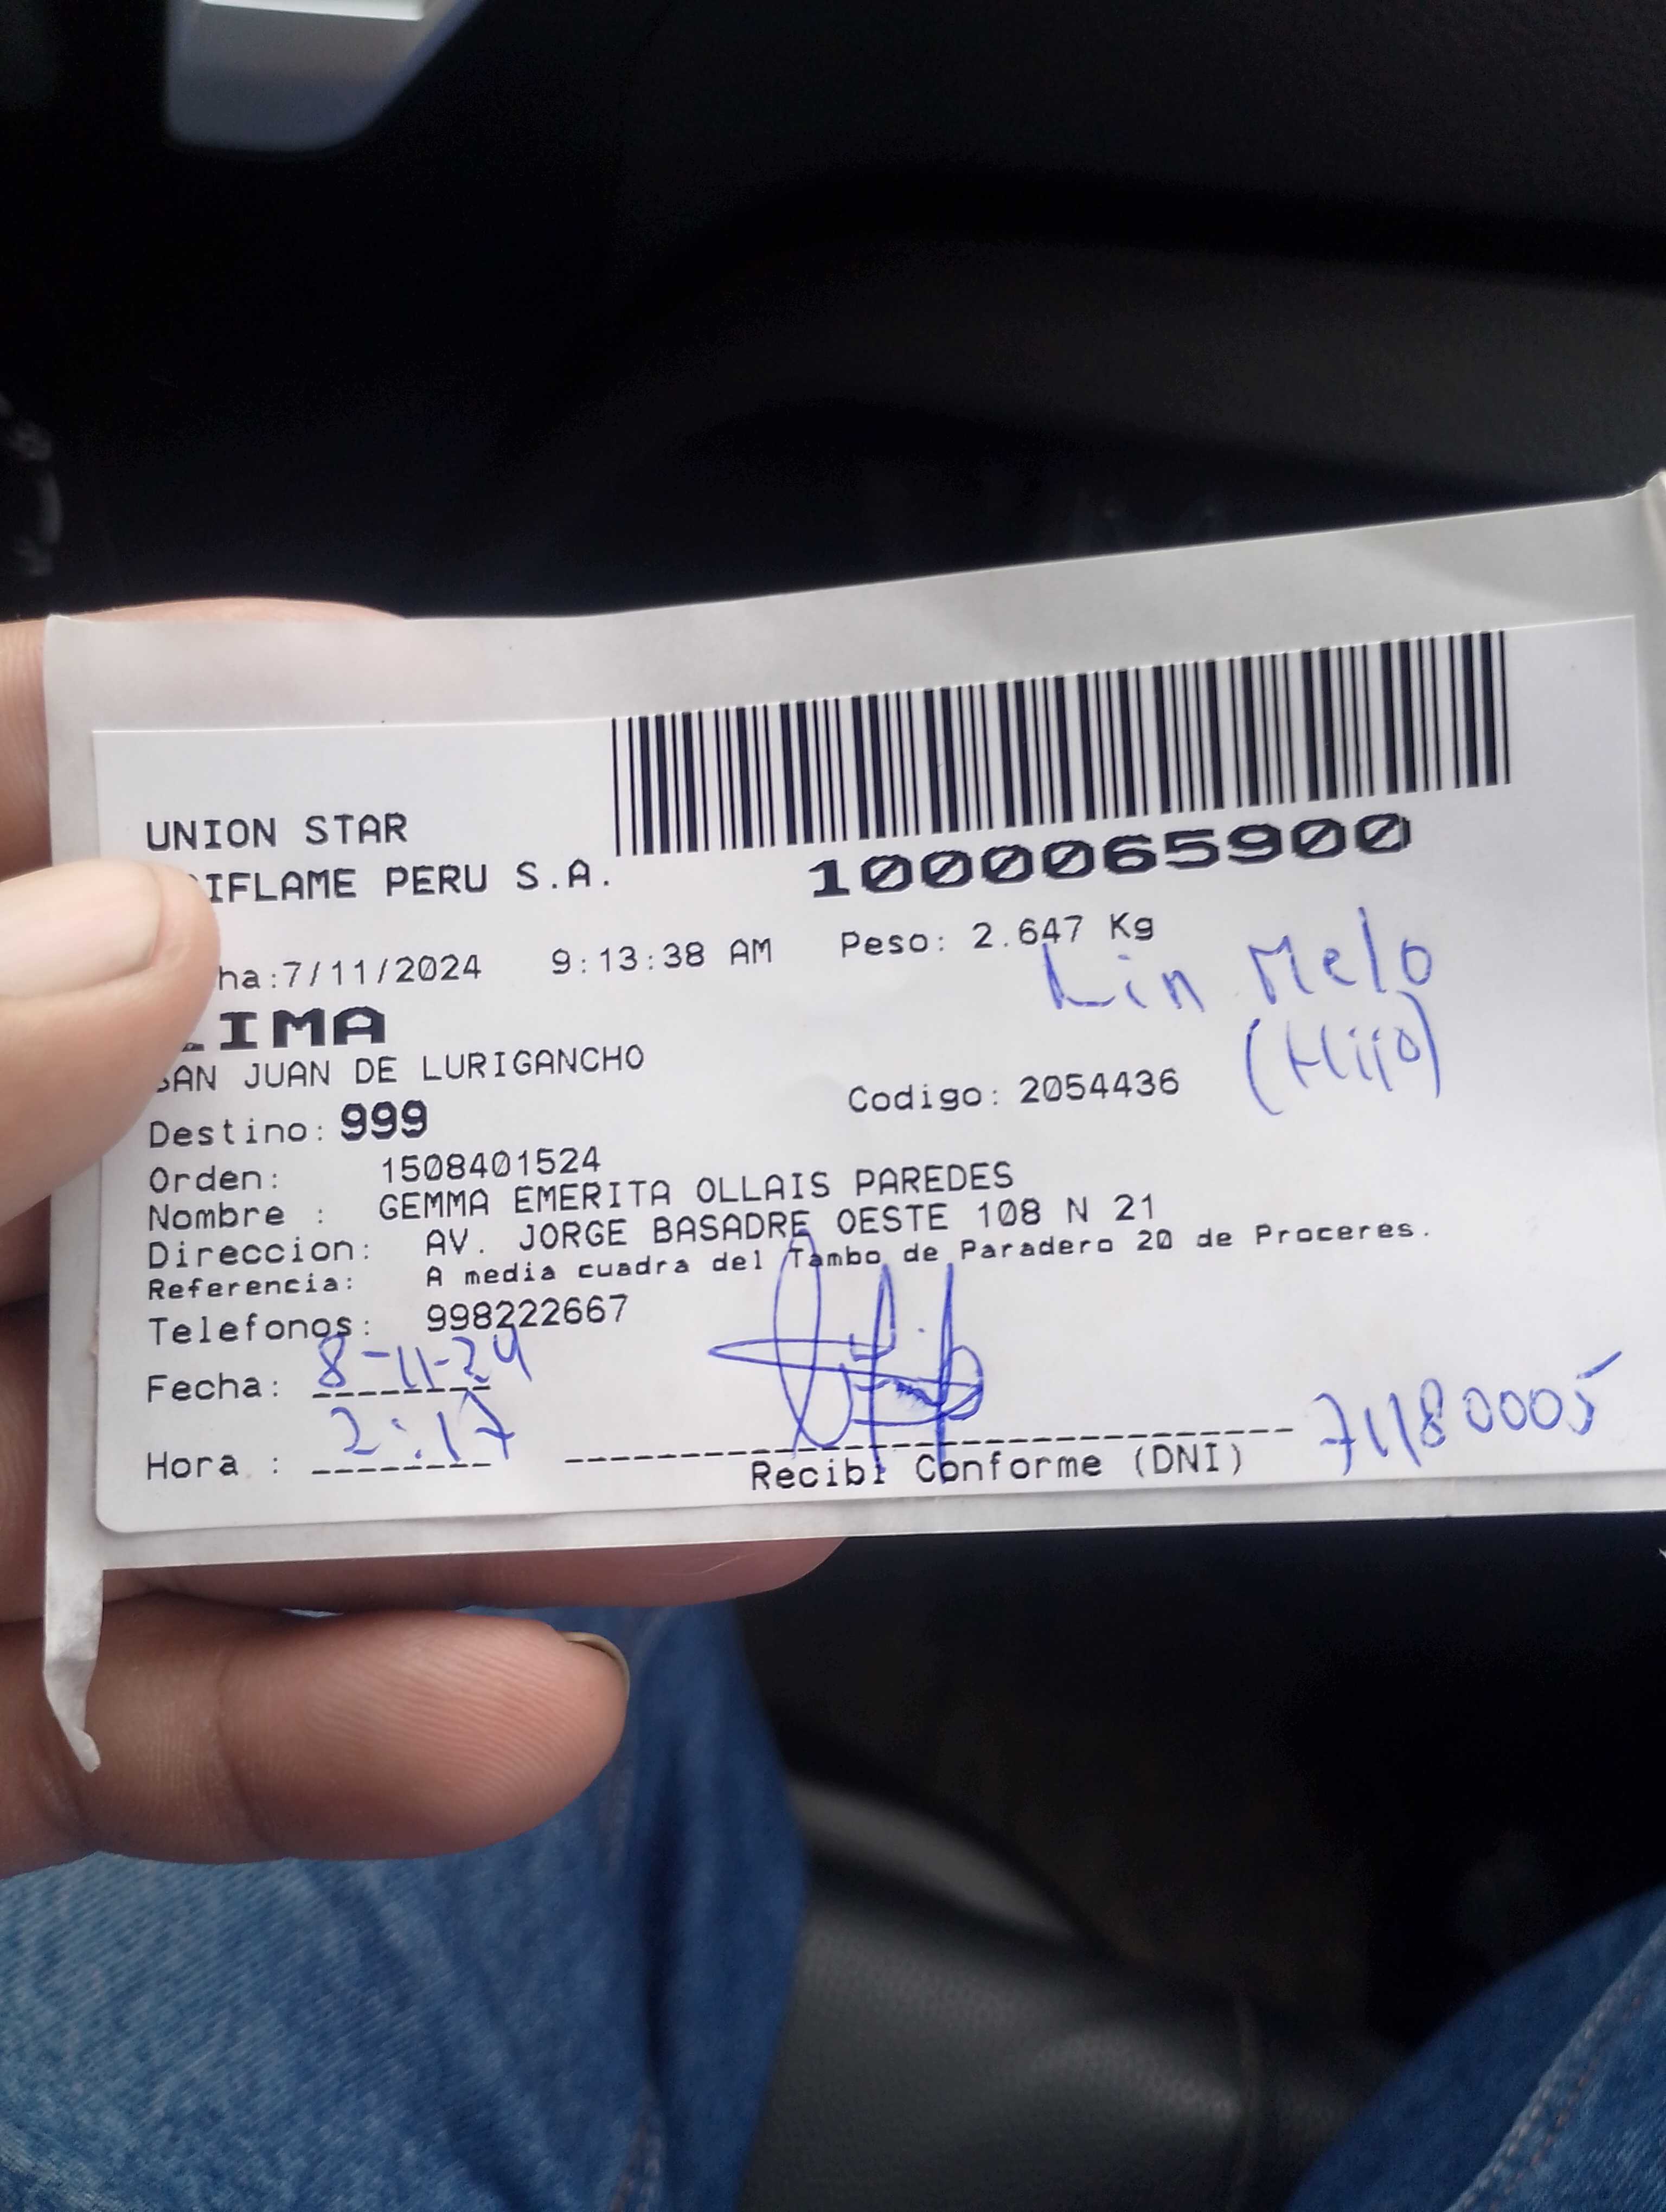 UNION STAR
IFLAME PERU S.A.
1000065900
ha:7/11/2024 9:13:38 AM Peso: 2.647 Kg
Lin Melo
(Hijo)
LIMA
SAN JUAN DE LURIGANCHO
Codigo: 2054436
Destino: 999
Orden: 1508401524
Nombre : GEMMA EMERITA OLLAIS PAREDES
Direccion: AV. JORGE BASADRE OESTE 108 N 21
Referencia: A media cuadra del Tambo de Paradero 20 de Proceres.
Telefonos: 998222667
Fecha: 8-11-24
Hora : 2:17
71180005
Recibi Conforme (DNI)